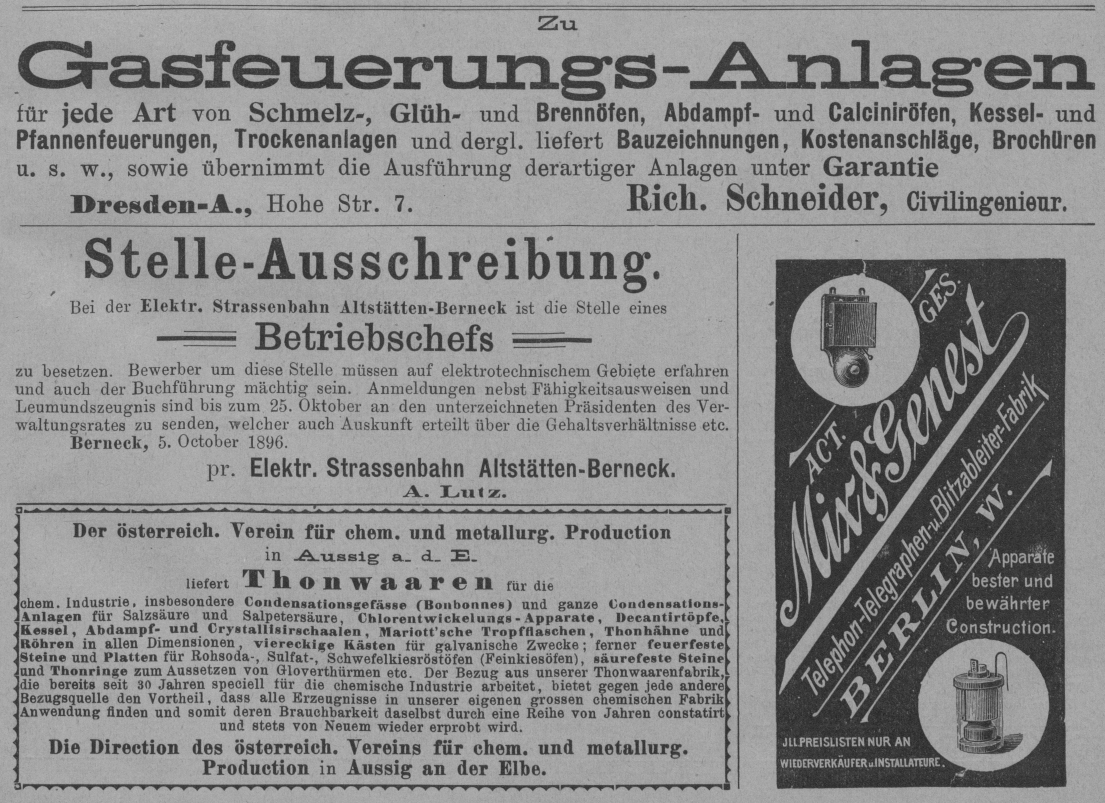 Zu
Gasfeuerungs-Anlagen
für jede Art von Schmelz-, Glüh- und Brennöfen, Abdampf- und Calciniröfen, Kessel- und
Pfannenfeuerungen, Trockenanlagen und dergl. liefert Bauzeichnungen, Kostenanschläge, Brochüren
u. s. w., sowie übernimmt die Ausführung derartiger Anlagen unter Garantie
Dresden-A., Hohe Str. 7. Rich. Schneider, Civilingenieur.
Stelle-Ausschreibung.
Bei der Elektr. Strassenbahn Altstätten-Berneck ist die Stelle eines
Betriebschefs
zu besetzen. Bewerber um diese Stelle müssen auf elektrotechnischem Gebiete erfahren
und auch der Buchführung mächtig sein. Anmeldungen nebst Fähigkeitsausweisen und
Leumundszeugnis sind bis zum 25. Oktober an den unterzeichneten Präsidenten des Ver-
waltungsrates zu senden, welcher auch Auskunft erteilt über die Gehaltsverhältnisse etc.
Berneck, 5. October 1896.
pr. Elektr. Strassenbahn Altstätten-Berneck.
A. Lutz.
Der österreich. Verein für chem. und metallurg. Production
in Aussig a. d. E.
liefert Thonwaaren für die
chem. Industrie, insbesondere Condensationsgefässe (Bonbonnes) und ganze Condensations-
Anlagen für Salzsäure und Salpetersäure, Chlorentwickelungs-Apparate, Decantirtöpfe,
Kessel, Abdampf- und Crystallisirschaalen, Mariott'sche Tropfflaschen, Thonhähne und
Röhren in allen Dimensionen, viereckige Kästen für galvanische Zwecke; ferner feuerfeste
Steine und Platten für Rohsoda-, Sulfat-, Schwefelkiesröstöfen (Feinkiesöfen), säurefeste Steine
und Thonringe zum Aussetzen von Gloverthürmen etc. Der Bezug aus unserer Thonwaarenfabrik,
die bereits seit 30 Jahren speciell für die chemische Industrie arbeitet, bietet gegen jede andere
Bezugsquelle den Vortheil, dass alle Erzeugnisse in unserer eigenen grossen chemischen Fabrik
Anwendung finden und somit deren Brauchbarkeit daselbst durch eine Reihe von Jahren constatirt
und stets von Neuem wieder erprobt wird.
Die Direction des österreich. Vereins für chem. und metallurg.
Production in Aussig an der Elbe.
ACT. GES.
Mix & Genest
Telephon-Telegraphen-u. Blitzableiter-Fabrik
BERLIN, W.
Apparate
bester und
bewährter
Construction.
JLL.PREISLISTEN NUR AN
WIEDERVERKÄUFER u. INSTALLATEURE.